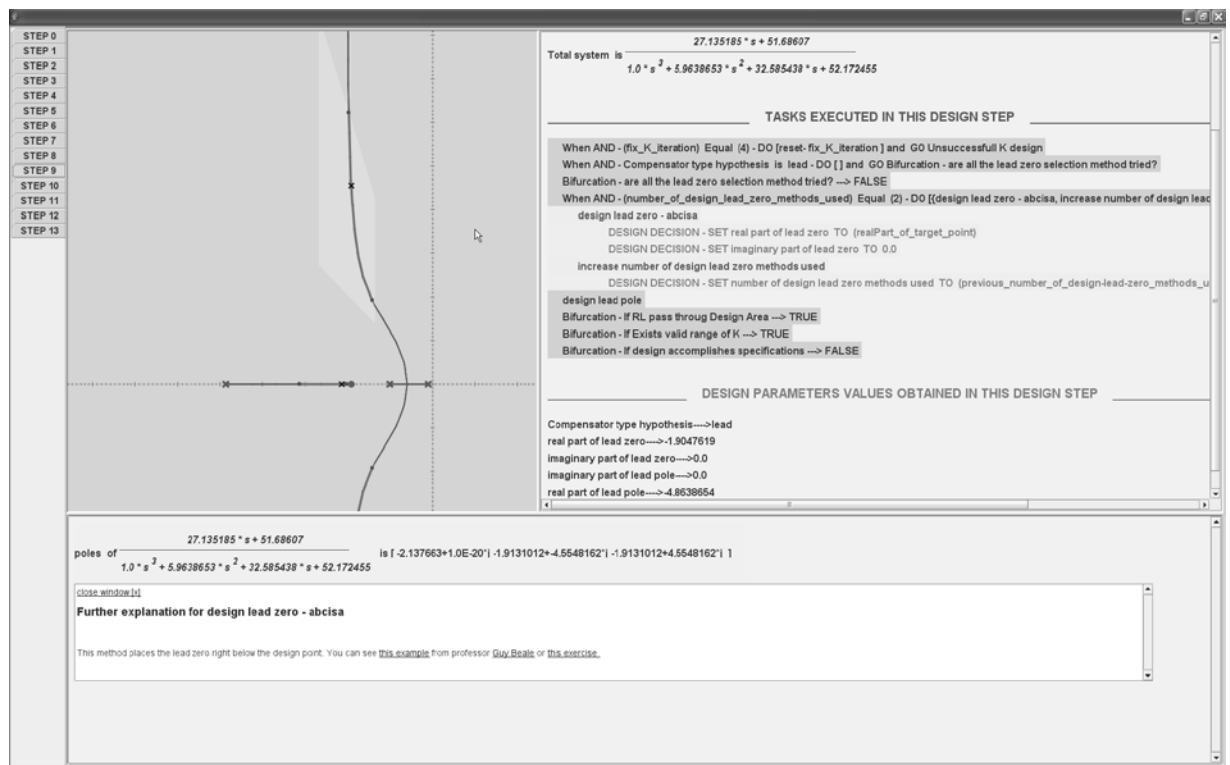 STEP 0
STEP 1
STEP 2
STEP 3
STEP 4
STEP 5
STEP 6
STEP 7
STEP 8
STEP 9
STEP 10
STEP 11
STEP 12
STEP 13
27.135185 * s + 51.68607
Total system is
1.0 * s 3 + 5.9638653 * s 2 + 32.585438 * s + 52.172455
TASKS EXECUTED IN THIS DESIGN STEP
When AND - (fix_K_iteration) Equal (4) - DO [reset- fix_K_iteration ] and GO Unsuccessfull K design
When AND - Compensator type hypothesis is lead - DO [ ] and GO Bifurcation - are all the lead zero selection method tried?
Bifurcation - are all the lead zero selection method tried? ---> FALSE
When AND - (number_of_design_lead_zero_methods_used) Equal (2) - DO [{design lead zero - abcisa, increase number of design lead
design lead zero - abcisa
DESIGN DECISION - SET real part of lead zero TO (realPart_of_target_point)
DESIGN DECISION - SET imaginary part of lead zero TO 0.0
increase number of design lead zero methods used
DESIGN DECISION - SET number of design lead zero methods used TO (previous_number_of_design-lead-zero_methods_u
design lead pole
Bifurcation - If RL pass throug Design Area ---> TRUE
Bifurcation - If Exists valid range of K ---> TRUE
Bifurcation - If design accomplishes specifications ---> FALSE
DESIGN PARAMETERS VALUES OBTAINED IN THIS DESIGN STEP
Compensator type hypothesis---->lead
real part of lead zero---->-1.9047619
imaginary part of lead zero---->0.0
imaginary part of lead pole---->0.0
real part of lead pole---->-4.8638654
27.135185 * s + 51.68607
poles of
1.0 * s 3 + 5.9638653 * s 2 + 32.585438 * s + 52.172455
is [ -2.137663+1.0E-20*j -1.9131012+-4.5548162*j -1.9131012+4.5548162*j ]
close window [x]
Further explanation for design lead zero - abcisa
This method places the lead zero right below the design point. You can see this example from professor Guy Beale or this exercise.